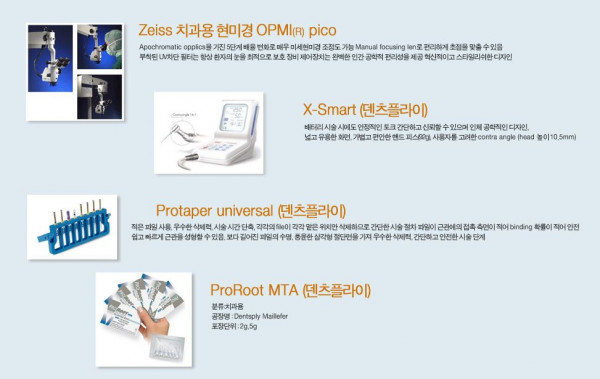 Zeiss 치과용 현미경 OPMI(R) pico
Apochromatic opplics를 가진 5단계 배율 변화로 매우 미세현미경 조정도 가능 Manual focusing len로 편리하게 초점을 맞출 수 있음
부착된 UV차단 필터는 항상 환자의 눈을 최적으로 보호 장비 제어장치는 완벽한 인간 공학적 편리성을 제공 혁신적이고 스타일리쉬한 디자인
X-Smart (덴츠플라이)
배터리 시술 시에도 안정적인 토크 간단하고 신뢰할 수 있으며 인체 공학적인 디자인,
넓고 유용한 화면, 가볍고 편안한 핸드 피스(99g), 사용자를 고려한 contra angle (head 높이10,5mm)
Protaper universal (덴츠플라이)
적은 파일 사용, 우수한 삭제력, 시술 시간 단축, 각각의 file이 각각 맡은 위치만 삭제하므로 간단한 시술 절차 파일이 근관에의 접촉 측면이 적어 binding 확률이 적어 안전
쉽고 빠르게 근관을 성형할 수 있음, 보다 길어진 파일의 수명, 풍륭한 삼각형 절단면을 가져 우수한 삭제력, 간단하고 안전한 시술 단계
ProRoot MTA (덴츠플라이)
분류:치과용
공장명 : Dentsply Maillefer
포장단위 : 2g,5g